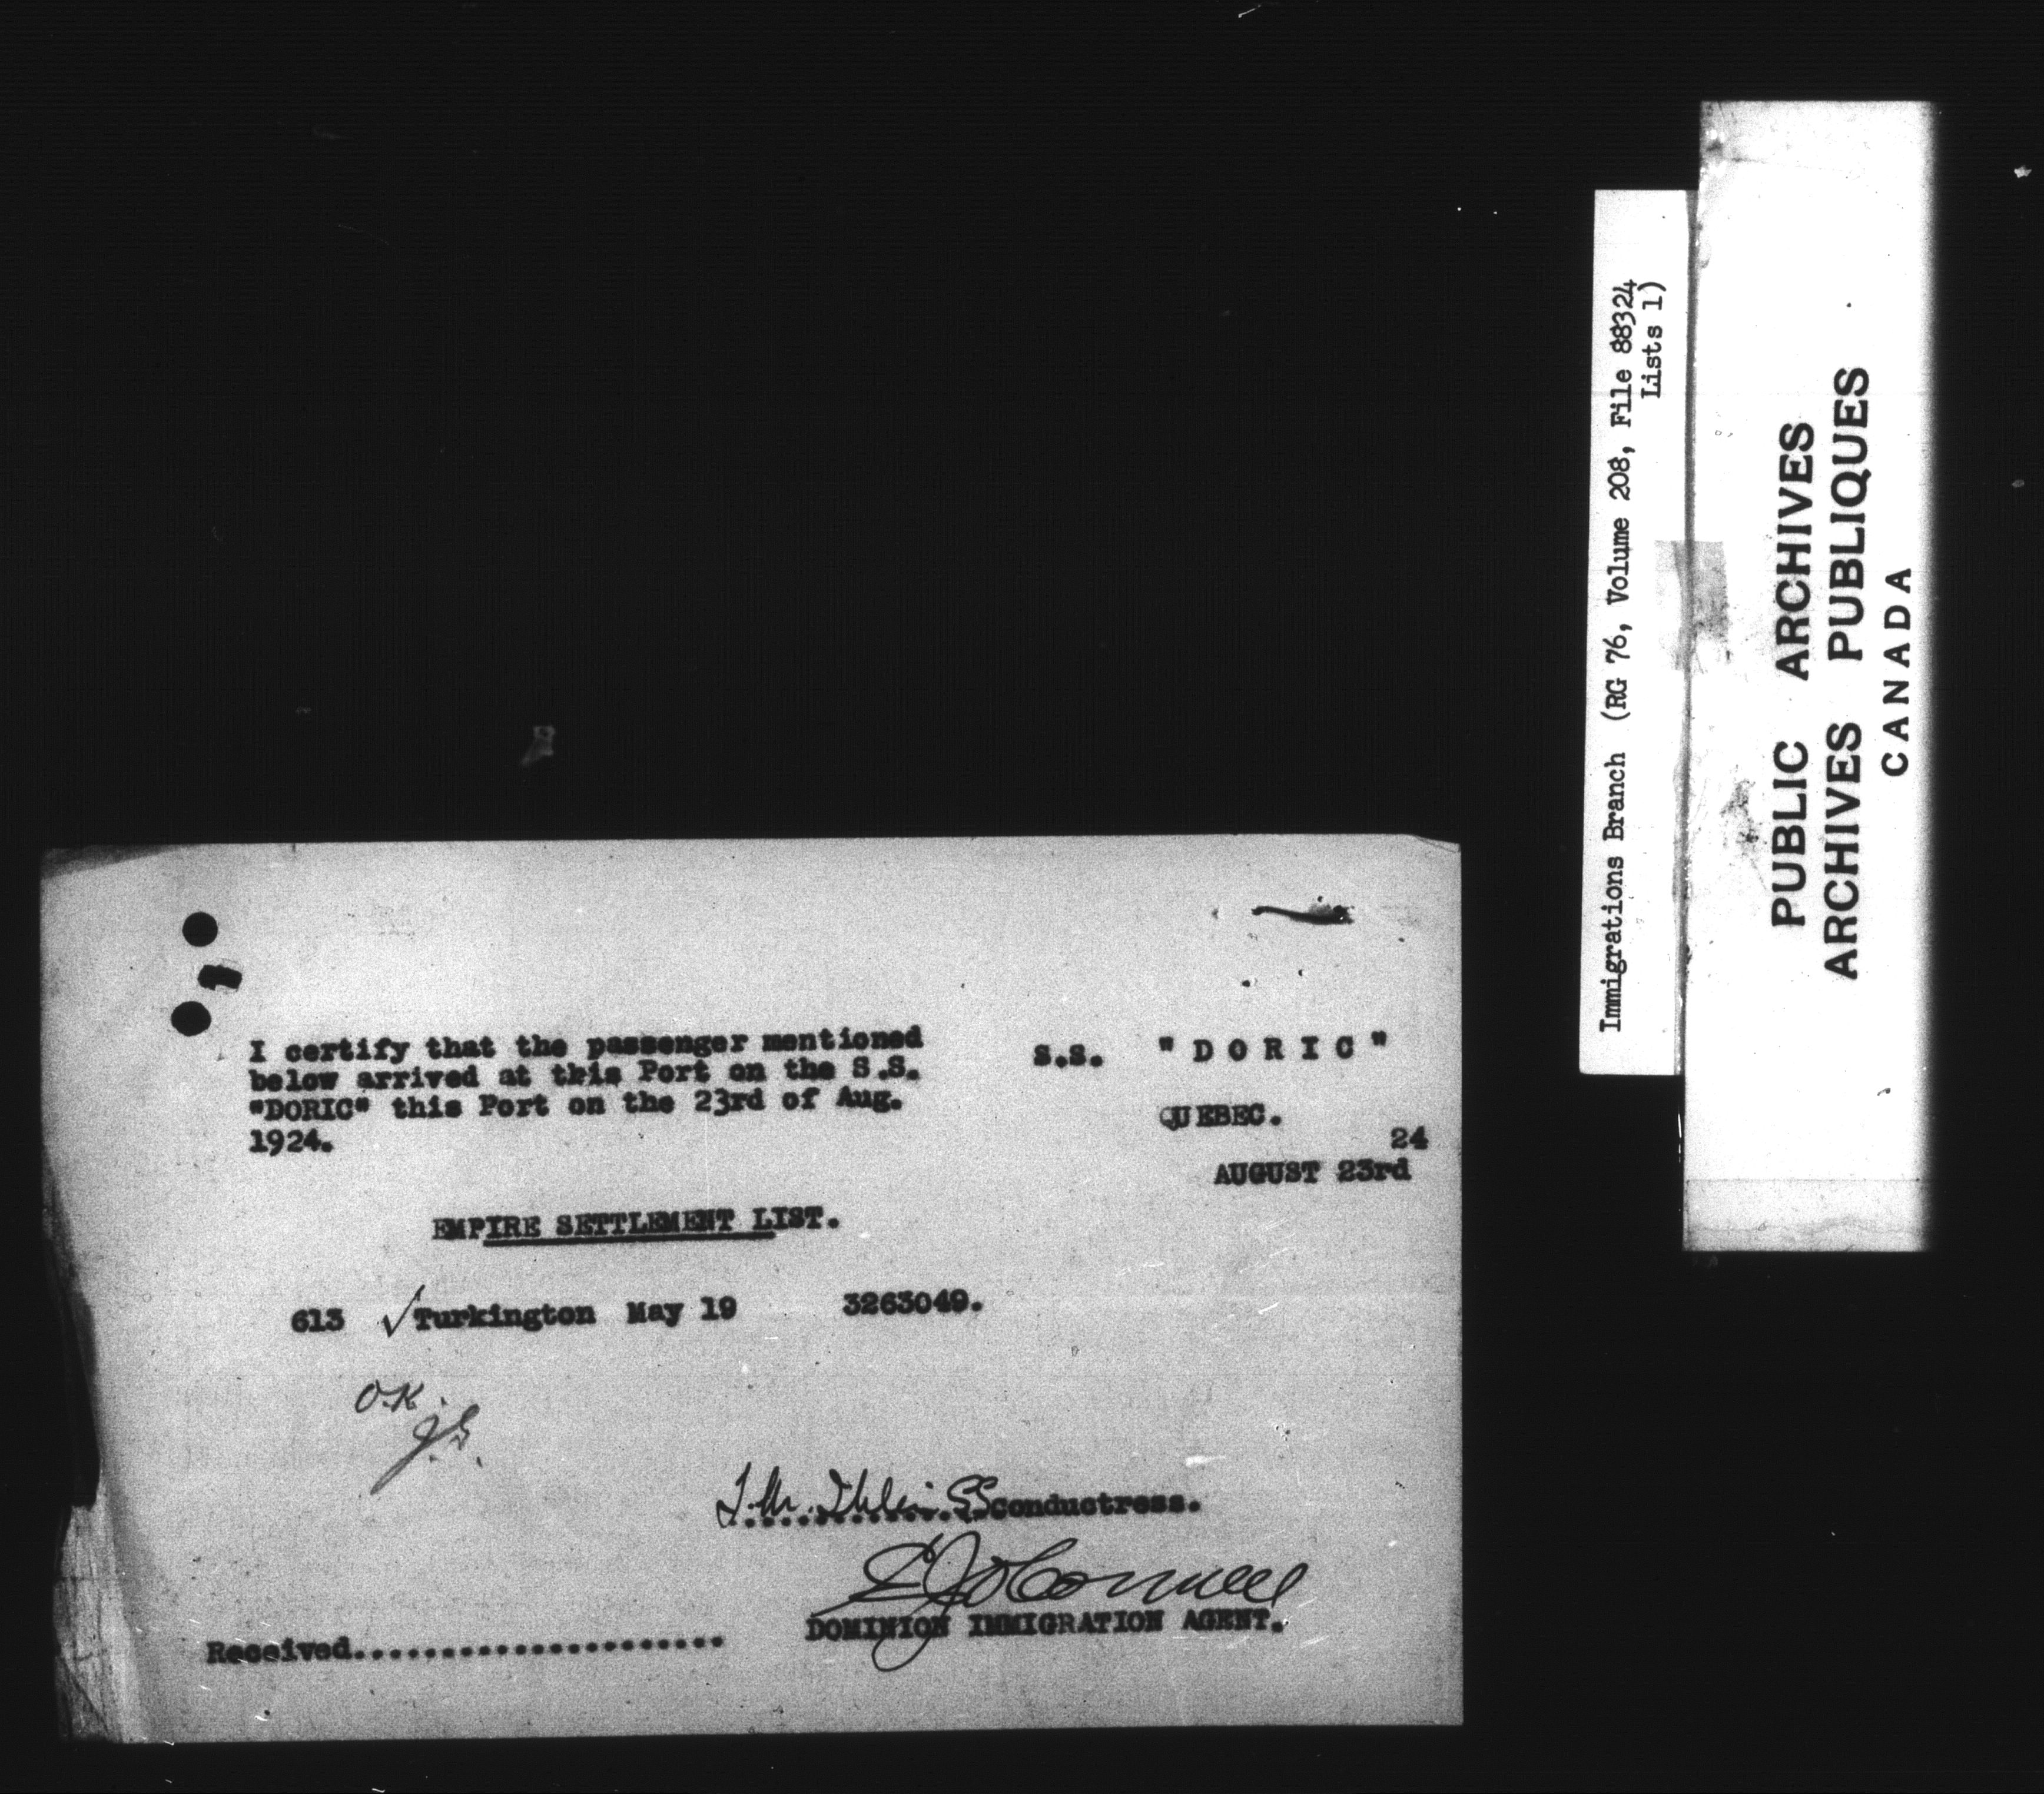 I certify that the passenger mentioned
below arrived at this Port on the S.S.
"DORIC" this Port on the 23rd of Aug.
1924.
S.S. "DORIC"
QUEBEC.
24
AUGUST 23rd
EMPIRE SETTLEMENT LIST.
613 ✓ Turkington May 19 3263049.
O.K.
J.S.
Conductress.
DOMINION IMMIGRATION AGENT.
Received......................
Immigrations Branch (RG 76, Volume 208, File 88324
Lists 1)
PUBLIC ARCHIVES
ARCHIVES PUBLIQUES
CANADA